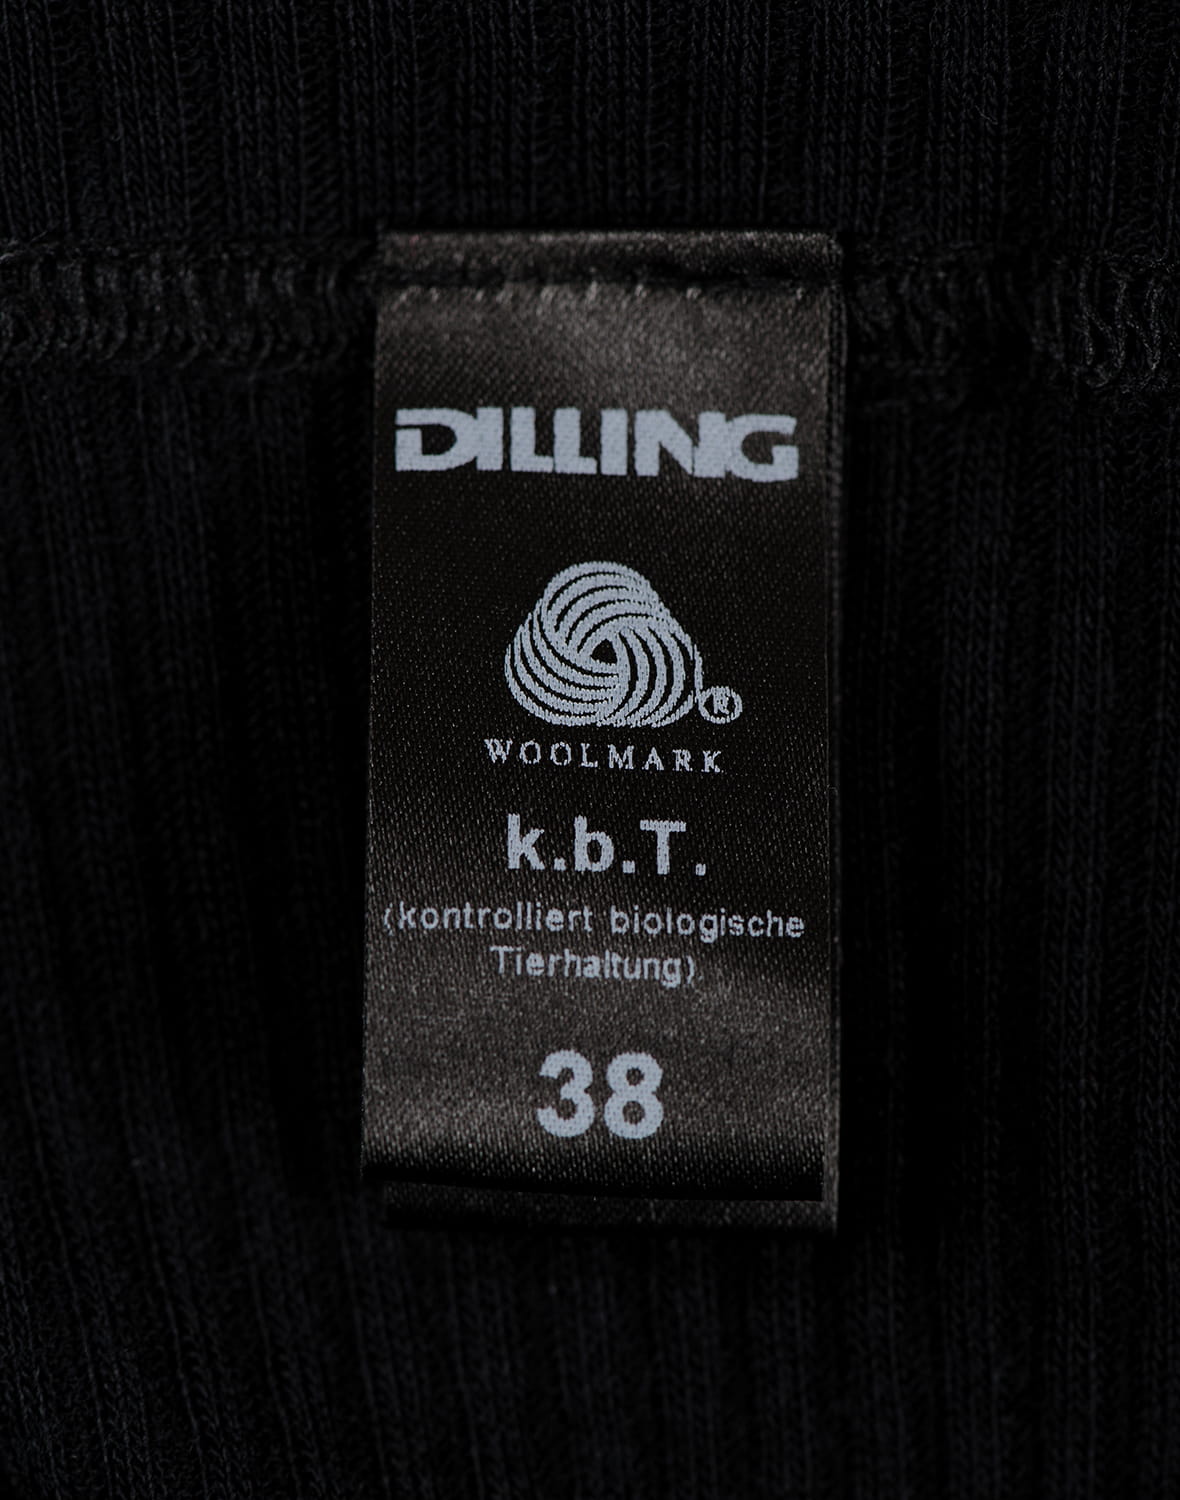 DILLING
®
WOOLMARK
k.b.T.
(kontrolliert biologische
Tierhaltung)
38